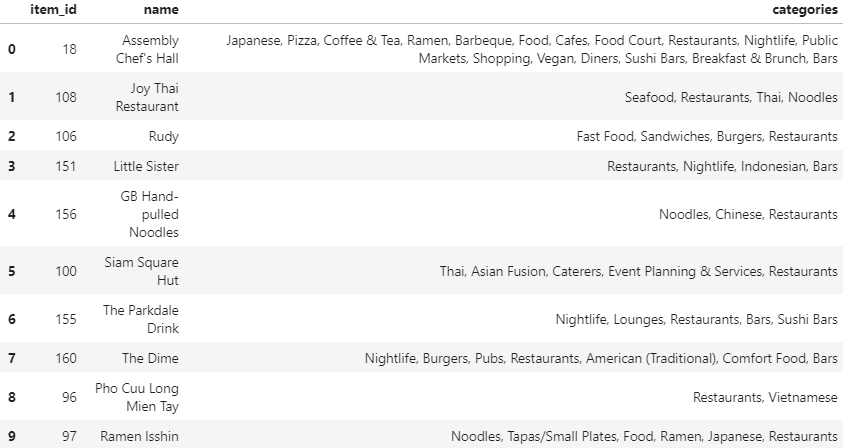 item_id name categories
0 18 Assembly Chef's Hall Japanese, Pizza, Coffee & Tea, Ramen, Barbeque, Food, Cafes, Food Court, Restaurants, Nightlife, Public Markets, Shopping, Vegan, Diners, Sushi Bars, Breakfast & Brunch, Bars
1 108 Joy Thai Restaurant Seafood, Restaurants, Thai, Noodles
2 106 Rudy Fast Food, Sandwiches, Burgers, Restaurants
3 151 Little Sister Restaurants, Nightlife, Indonesian, Bars
4 156 GB Hand-pulled Noodles Noodles, Chinese, Restaurants
5 100 Siam Square Hut Thai, Asian Fusion, Caterers, Event Planning & Services, Restaurants
6 155 The Parkdale Drink Nightlife, Lounges, Restaurants, Bars, Sushi Bars
7 160 The Dime Nightlife, Burgers, Pubs, Restaurants, American (Traditional), Comfort Food, Bars
8 96 Pho Cuu Long Mien Tay Restaurants, Vietnamese
9 97 Ramen Isshin Noodles, Tapas/Small Plates, Food, Ramen, Japanese, Restaurants